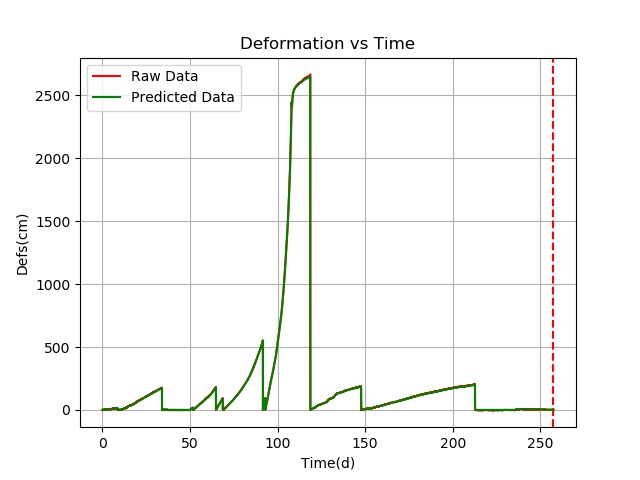 Deformation vs Time
Raw Data
Predicted Data
Defs(cm)
2500
2000
1500
1000
500
0
0 50 100 150 200 250
Time(d)